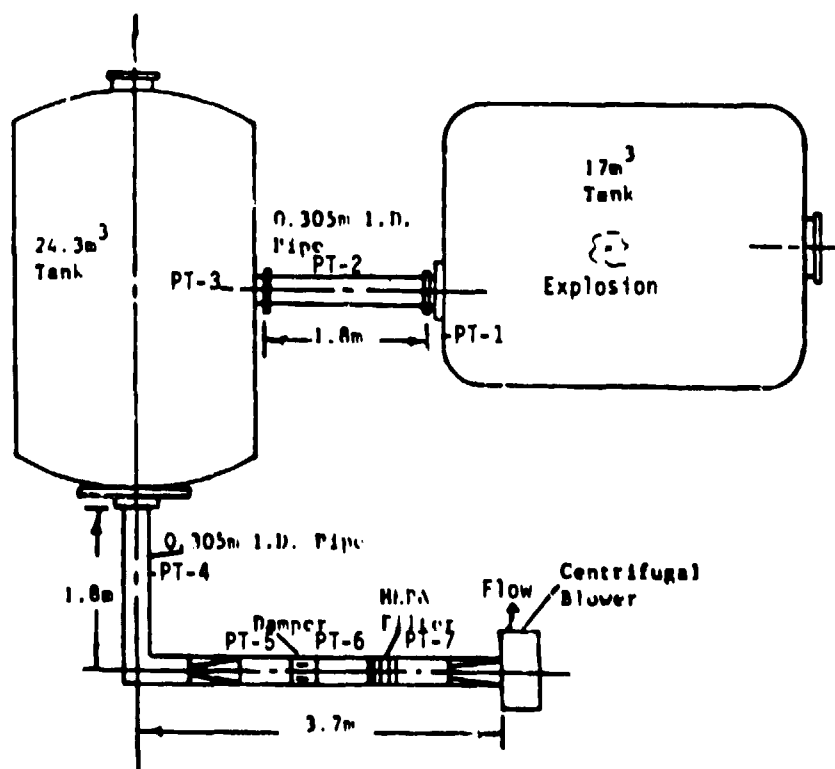 17m³
Tank
24.3m³
Tank
0.305m I.D.
Pipe
PT-2
PT-3
Explosion
1.8m
PT-1
0.305m I.D. Pipe
PT-4
1.8m
Flow
Centrifugal
Blower
HEPA
Damper
Filter
PT-5
PT-6
PT-7
3.7m